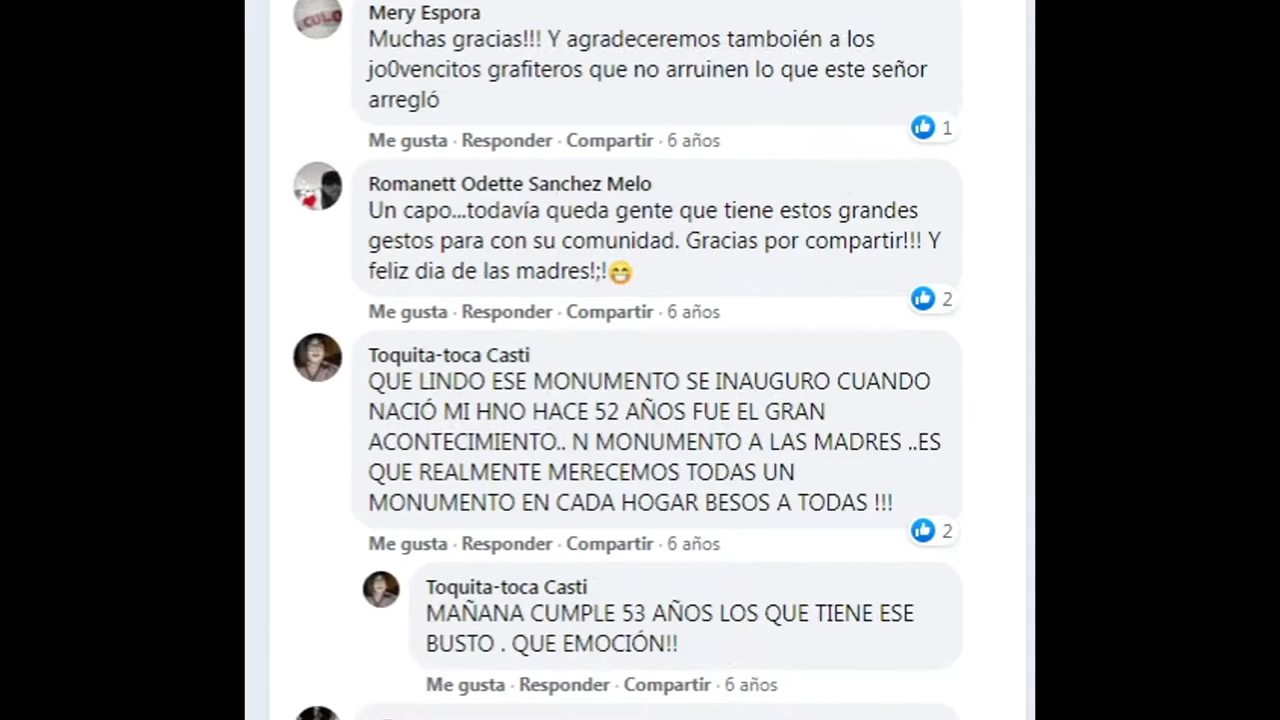 CULO
Mery Espora
Muchas gracias!!! Y agradeceremos tamboién a los
jo0vencitos grafiteros que no arruinen lo que este señor
arregló
Me gusta · Responder · Compartir · 6 años
1
Romanett Odette Sanchez Melo
Un capo...todavía queda gente que tiene estos grandes
gestos para con su comunidad. Gracias por compartir!!! Y
feliz dia de las madres!;!😁
Me gusta · Responder · Compartir · 6 años
2
Toquita-toca Casti
QUE LINDO ESE MONUMENTO SE INAUGURO CUANDO
NACIÓ MI HNO HACE 52 AÑOS FUE EL GRAN
ACONTECIMIENTO.. N MONUMENTO A LAS MADRES ..ES
QUE REALMENTE MERECEMOS TODAS UN
MONUMENTO EN CADA HOGAR BESOS A TODAS !!!
Me gusta · Responder · Compartir · 6 años
2
Toquita-toca Casti
MAÑANA CUMPLE 53 AÑOS LOS QUE TIENE ESE
BUSTO . QUE EMOCIÓN!!
Me gusta · Responder · Compartir · 6 años